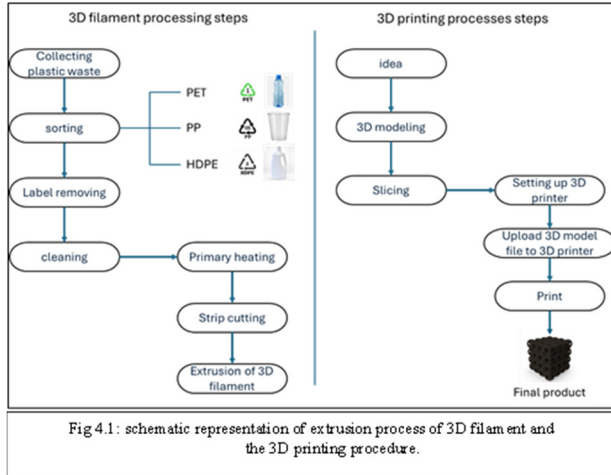 3D filament processing steps
Collecting
plastic waste
sorting
PET
PET
PP
PP
HDPE
HDPE
Label removing
cleaning
Primary heating
Strip cutting
Extrusion of 3D
filament
3D printing processes steps
idea
3D modeling
Slicing
Setting up 3D
printer
Upload 3D model
file to 3D printer
Print
Final product
Fig 4.1: schematic representation of extrusion process of 3D filament and
the 3D printing procedure.